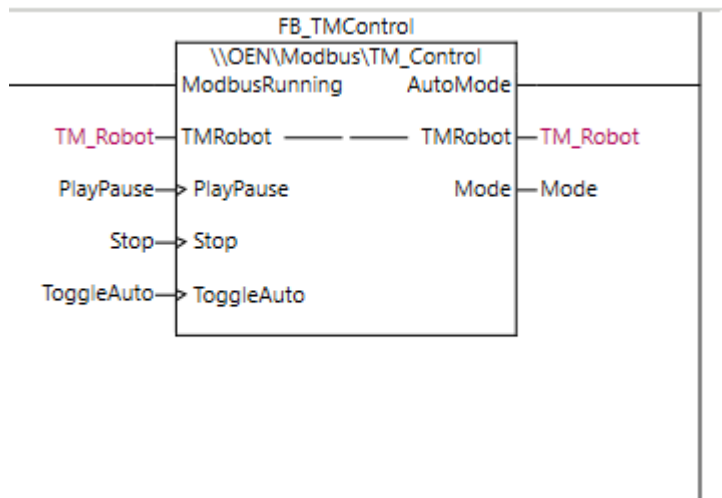 FB_TMControl
\\OEN\Modbus\TM_Control
ModbusRunning AutoMode
TM_Robot TMRobot TMRobot TM_Robot
PlayPause PlayPause Mode Mode
Stop Stop
ToggleAuto ToggleAuto